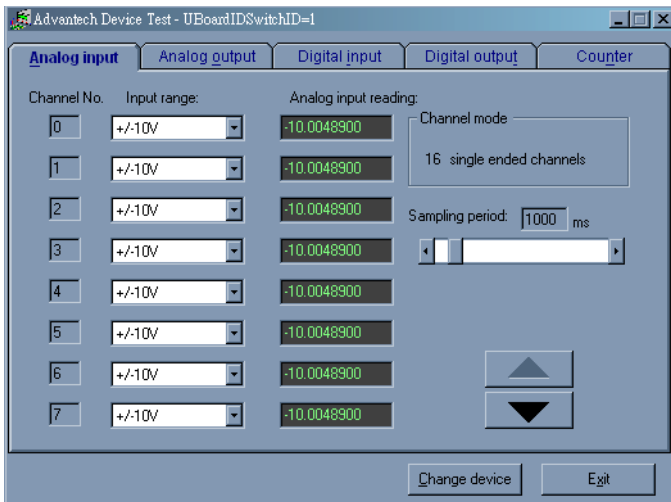 Advantech Device Test - UBoardIDSwitchID=1
Analog input
Analog output
Digital input
Digital output
Counter
Channel No.
Input range:
Analog input reading:
Channel mode
0
+/-10V
-10.0048900
16 single ended channels
1
+/-10V
-10.0048900
2
+/-10V
-10.0048900
Sampling period:
1000
ms
3
+/-10V
-10.0048900
4
+/-10V
-10.0048900
5
+/-10V
-10.0048900
6
+/-10V
-10.0048900
7
+/-10V
-10.0048900
Change device
Exit